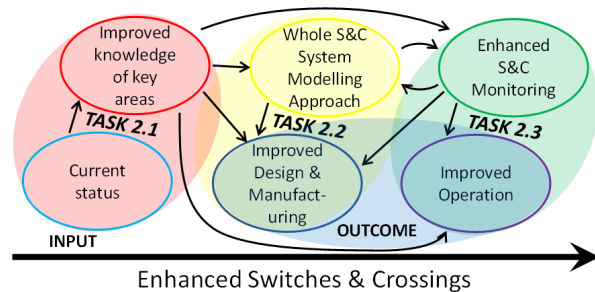 Improved
knowledge
of key
areas
Whole S&C
System
Modelling
Approach
Enhanced
S&C
Monitoring
TASK 2.1
TASK 2.2
TASK 2.3
Current
status
Improved
Design &
Manufact-
uring
Improved
Operation
INPUT
OUTCOME
Enhanced Switches & Crossings